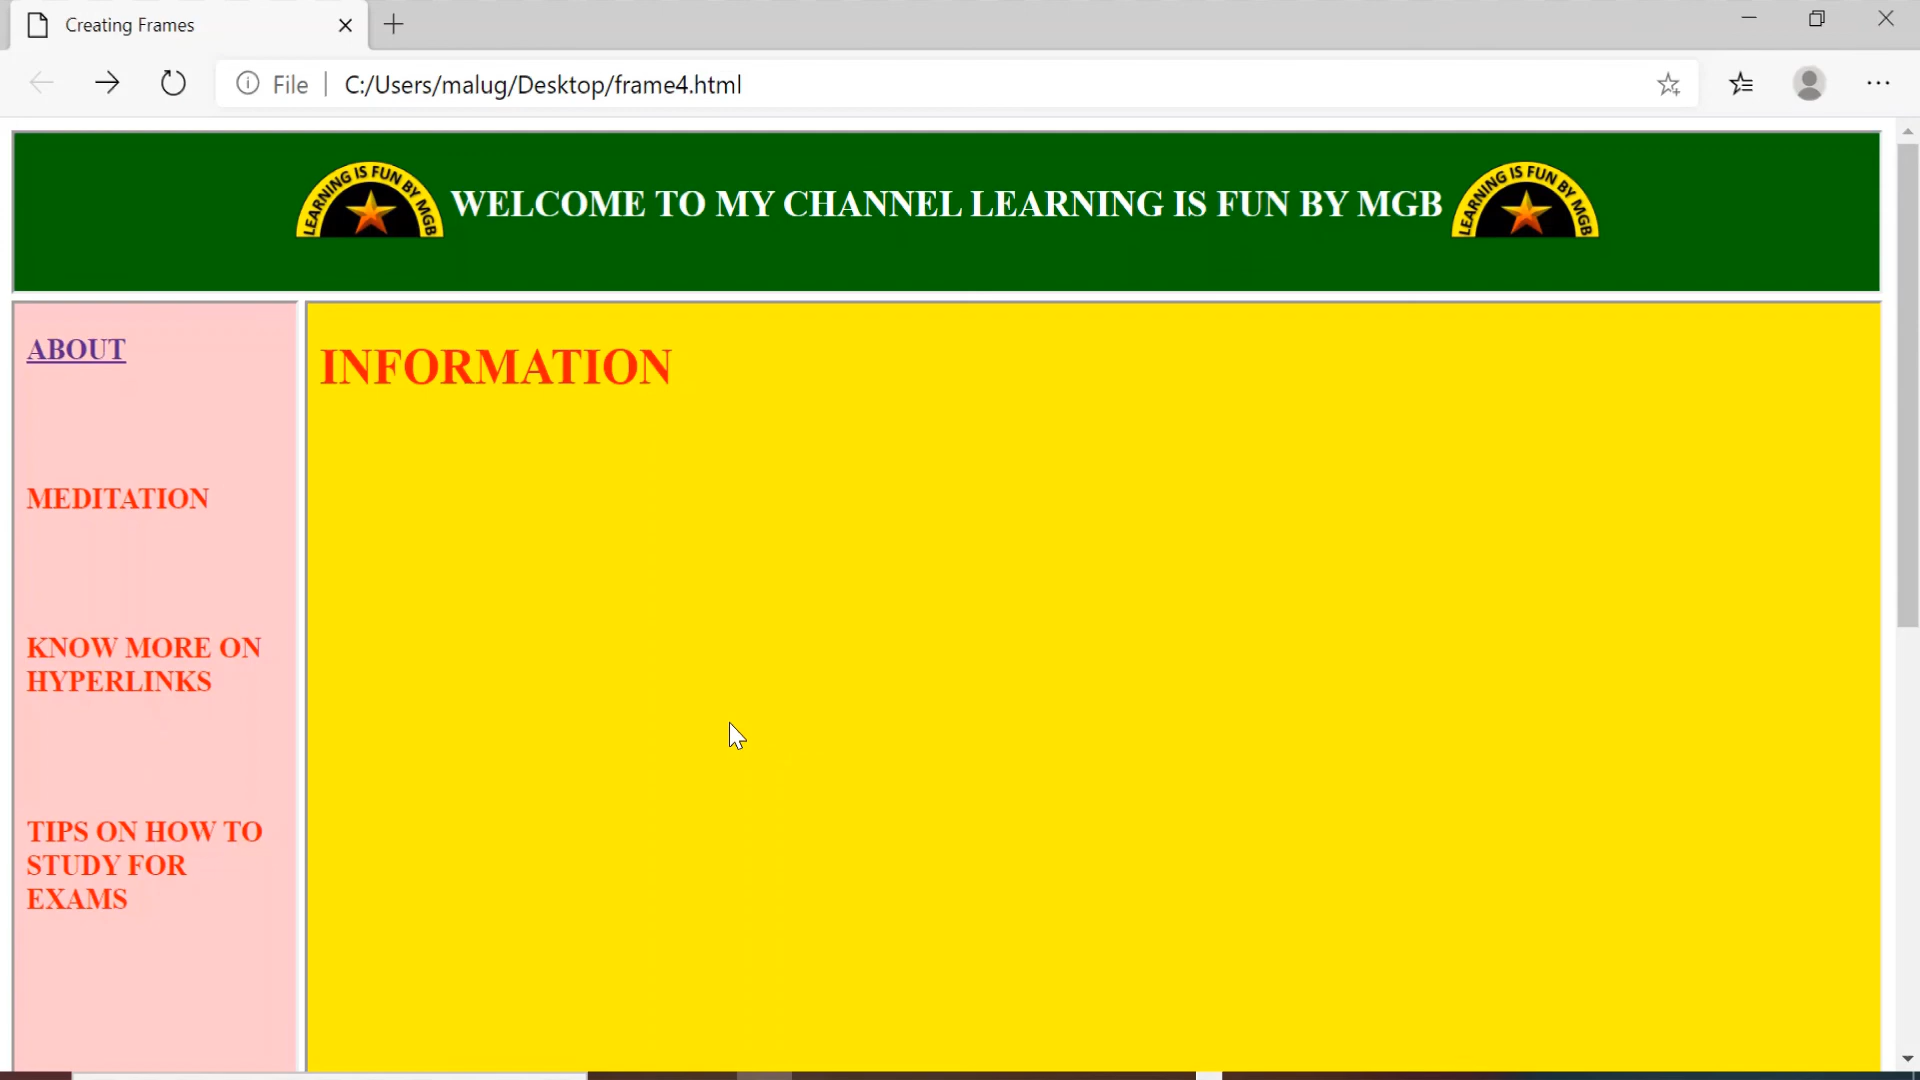 Creating Frames
File | C:/Users/malug/Desktop/frame4.html
LEARNING IS FUN BY MGB
WELCOME TO MY CHANNEL LEARNING IS FUN BY MGB
LEARNING IS FUN BY MGB
ABOUT
INFORMATION
MEDITATION
KNOW MORE ON
HYPERLINKS
TIPS ON HOW TO
STUDY FOR
EXAMS